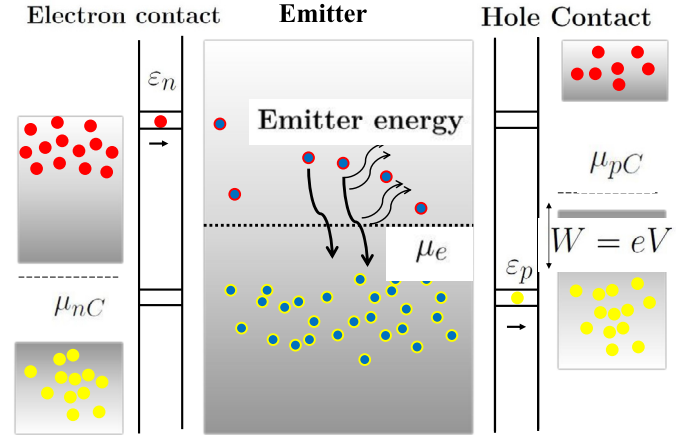 Electron contact
Emitter
Hole Contact
εn
Emitter energy
μpC
μe
W = eV
εp
μnC